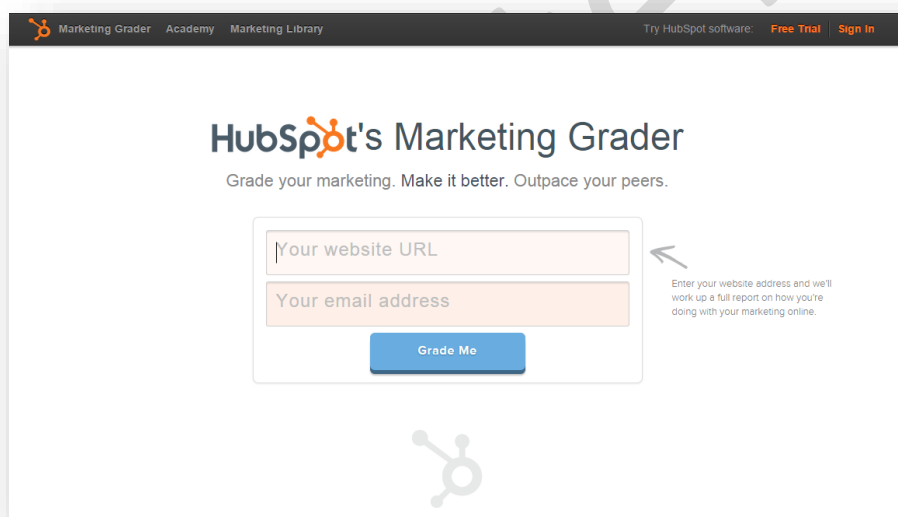 Marketing Grader Academy Marketing Library Try HubSpot software: Free Trial Sign In
HubSpot's Marketing Grader
Grade your marketing. Make it better. Outpace your peers.
Your website URL
Your email address
Grade Me
Enter your website address and we'll
work up a full report on how you're
doing with your marketing online.